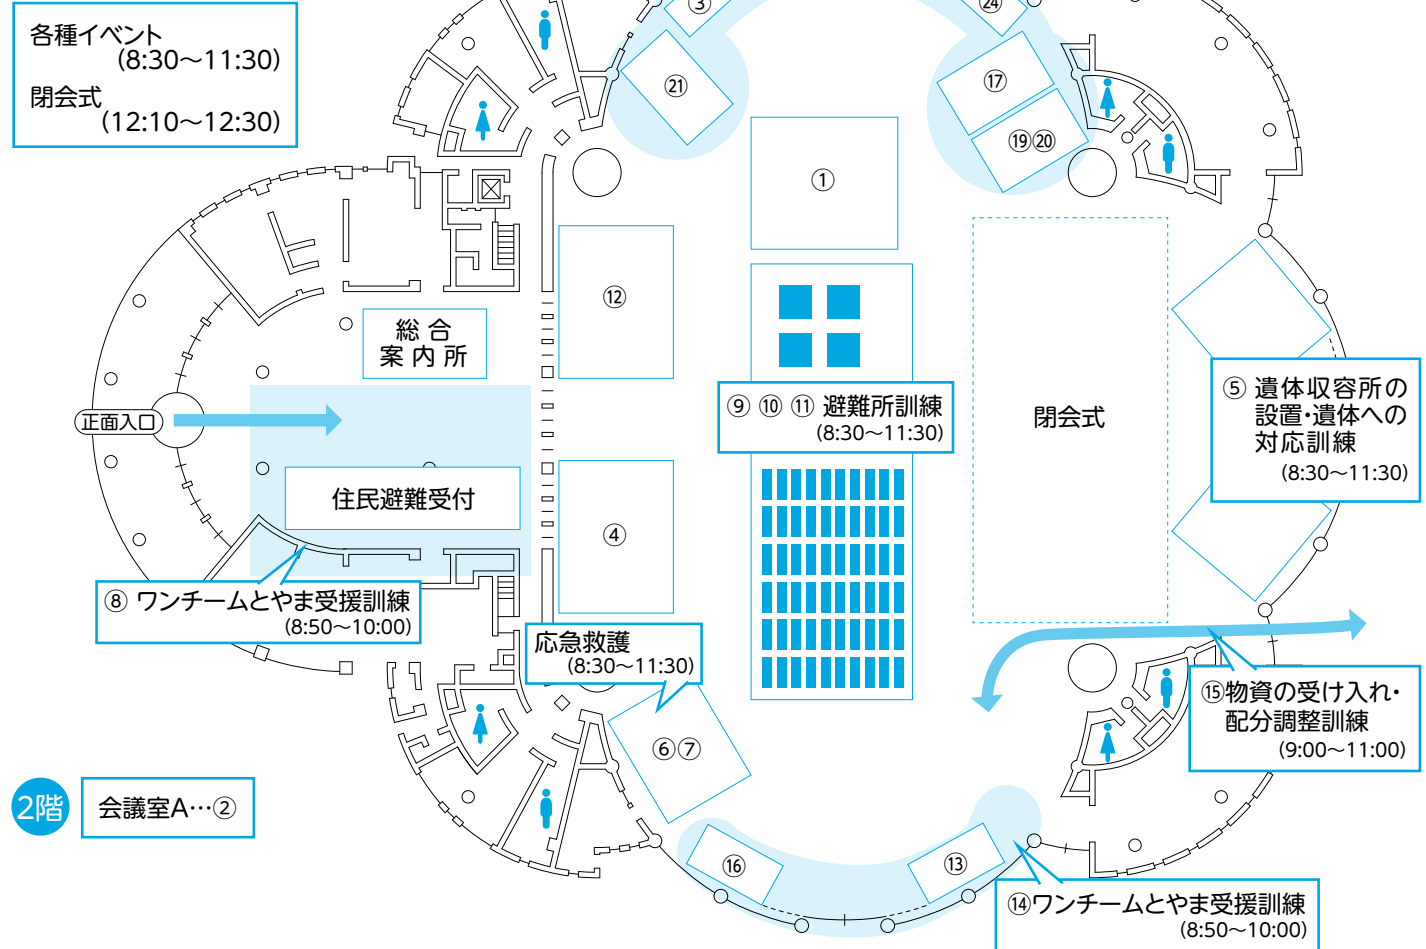 各種イベント
(8:30〜11:30)
閉会式
(12:10〜12:30)
③
㉔
㉑
⑰
⑲⑳
①
⑫
総合
案内所
正面入口
⑨ ⑩ ⑪ 避難所訓練
(8:30〜11:30)
閉会式
⑤ 遺体収容所の
設置・遺体への
対応訓練
(8:30〜11:30)
住民避難受付
④
⑧ ワンチームとやま受援訓練
(8:50〜10:00)
応急救護
(8:30〜11:30)
⑥⑦
⑮物資の受け入れ・
配分調整訓練
(9:00〜11:00)
2階
会議室A…②
⑯
⑬
⑭ワンチームとやま受援訓練
(8:50〜10:00)